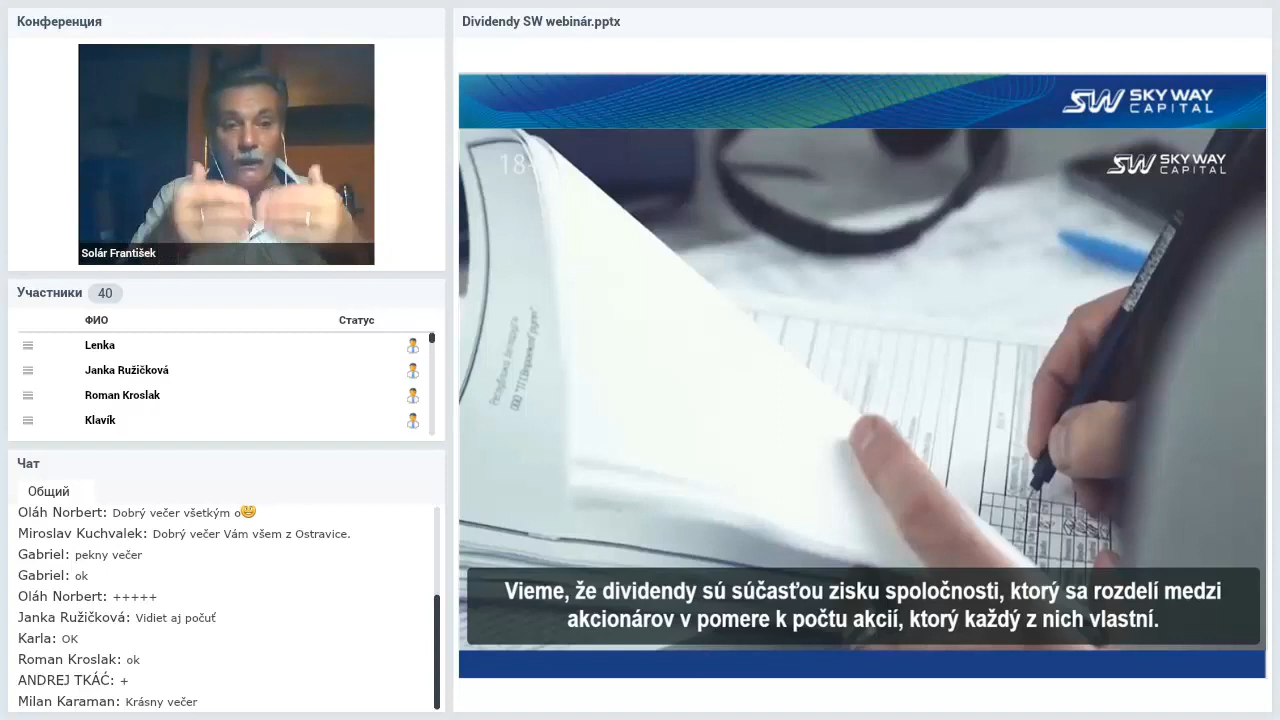 Конференция
Solár František
Участники 40
ФИО Статус
Lenka
Janka Ružičková
Roman Kroslak
Klavík
Чат
Общий
Oláh Norbert: Dobrý večer všetkým o
Miroslav Kuchvalek: Dobrý večer Vám všem z Ostravice.
Gabriel: pekny večer
Gabriel: ok
Oláh Norbert: +++++
Janka Ružičková: Vidiet aj počuť
Karla: OK
Roman Kroslak: ok
ANDREJ TKÁČ: +
Milan Karaman: Krásny večer
Dividendy SW webinár.pptx
SW SKY WAY
CAPITAL
18+
SW SKY WAY
CAPITAL
Республика Беларусь
Vieme, že dividendy sú súčasťou zisku spoločnosti, ktorý sa rozdelí medzi
akcionárov v pomere k počtu akcií, ktorý každý z nich vlastní.